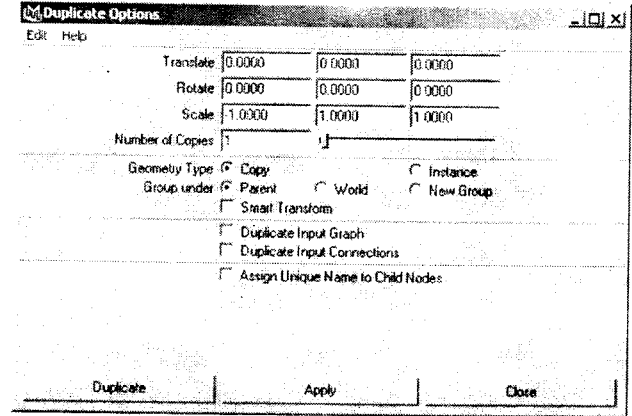 Duplicate Options
Edit Help
Translate 0.0000 0.0000 0.0000
Rotate 0.0000 0.0000 0.0000
Scale -1.0000 1.0000 1.0000
Number of Copies 1
Geometry Type Copy Instance
Group under Parent World New Group
Smart Transform
Duplicate Input Graph
Duplicate Input Connections
Assign Unique Name to Child Nodes
Duplicate Apply Close